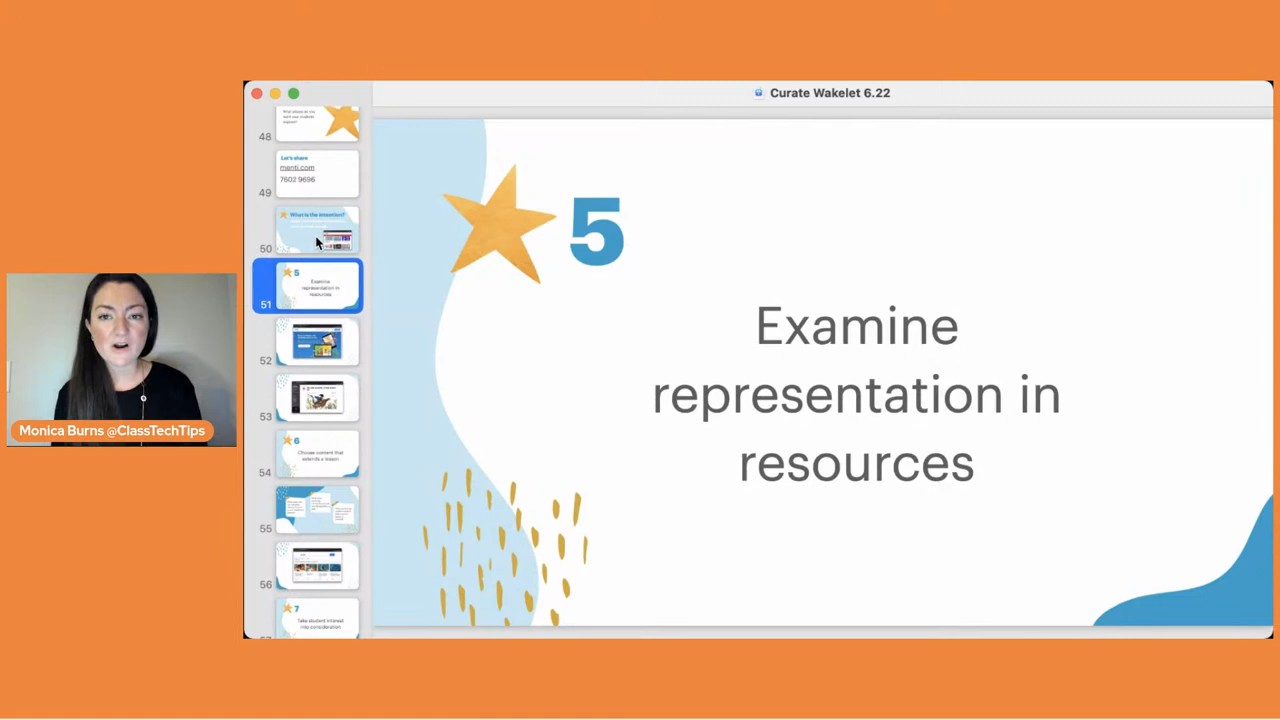 Curate Wakelet 6.22
48
Let's share
menti.com
7602 9696
49
What is the invention?
50
5
Examine
representation in
resources
51
52
53
6
Choose content that
extends a lesson
54
55
56
7
Take student interest
into consideration
5
Examine
representation in
resources
Monica Burns @ClassTechTips